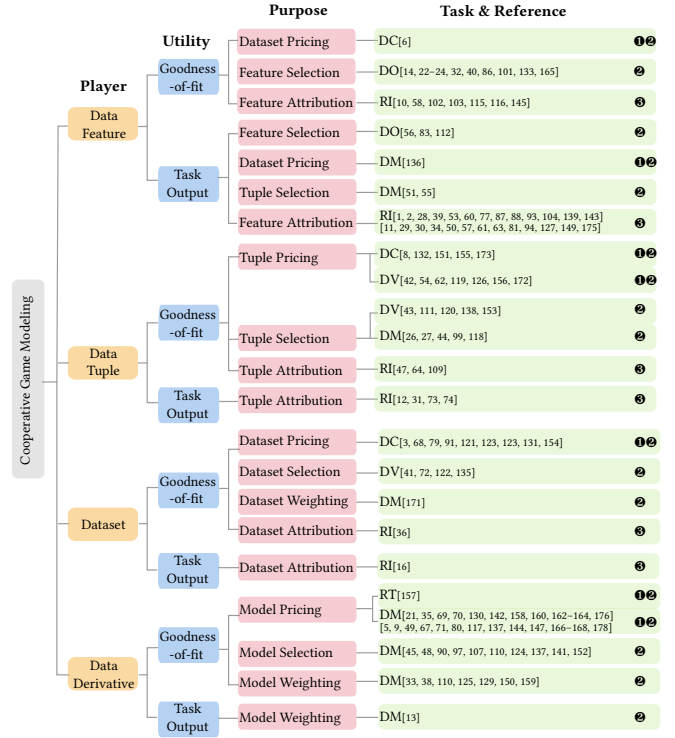 Purpose
Task & Reference
Utility
Player
Cooperative Game Modeling
Data
Feature
Goodness
-of-fit
Dataset Pricing
DC[6] ❶❷
Feature Selection
DO[14, 22–24, 32, 40, 86, 101, 133, 165] ❷
Feature Attribution
RI[10, 58, 102, 103, 115, 116, 145] ❸
Task
Output
Feature Selection
DO[56, 83, 112] ❷
Dataset Pricing
DM[136] ❶❷
Tuple Selection
DM[51, 55] ❷
Feature Attribution
RI[1, 2, 28, 39, 53, 60, 77, 87, 88, 93, 104, 139, 143]
[11, 29, 30, 34, 50, 57, 61, 63, 81, 94, 127, 149, 175] ❸
Data
Tuple
Goodness
-of-fit
Tuple Pricing
DC[8, 132, 151, 155, 173] ❶❷
DV[42, 54, 62, 119, 126, 156, 172] ❶❷
Tuple Selection
DV[43, 111, 120, 138, 153] ❷
DM[26, 27, 44, 99, 118] ❷
Tuple Attribution
RI[47, 64, 109] ❸
Task
Output
Tuple Attribution
RI[12, 31, 73, 74] ❸
Dataset
Goodness
-of-fit
Dataset Pricing
DC[3, 68, 79, 91, 121, 123, 123, 131, 154] ❶❷
Dataset Selection
DV[41, 72, 122, 135] ❷
Dataset Weighting
DM[171] ❷
Dataset Attribution
RI[36] ❸
Task
Output
Dataset Attribution
RI[16] ❸
Data
Derivative
Goodness
-of-fit
Model Pricing
RT[157] ❶❷
DM[21, 35, 69, 70, 130, 142, 158, 160, 162–164, 176]
[5, 9, 49, 67, 71, 80, 117, 137, 144, 147, 166–168, 178] ❶❷
Model Selection
DM[45, 48, 90, 97, 107, 110, 124, 137, 141, 152] ❷
Model Weighting
DM[33, 38, 110, 125, 129, 150, 159] ❷
Task
Output
Model Weighting
DM[13] ❷